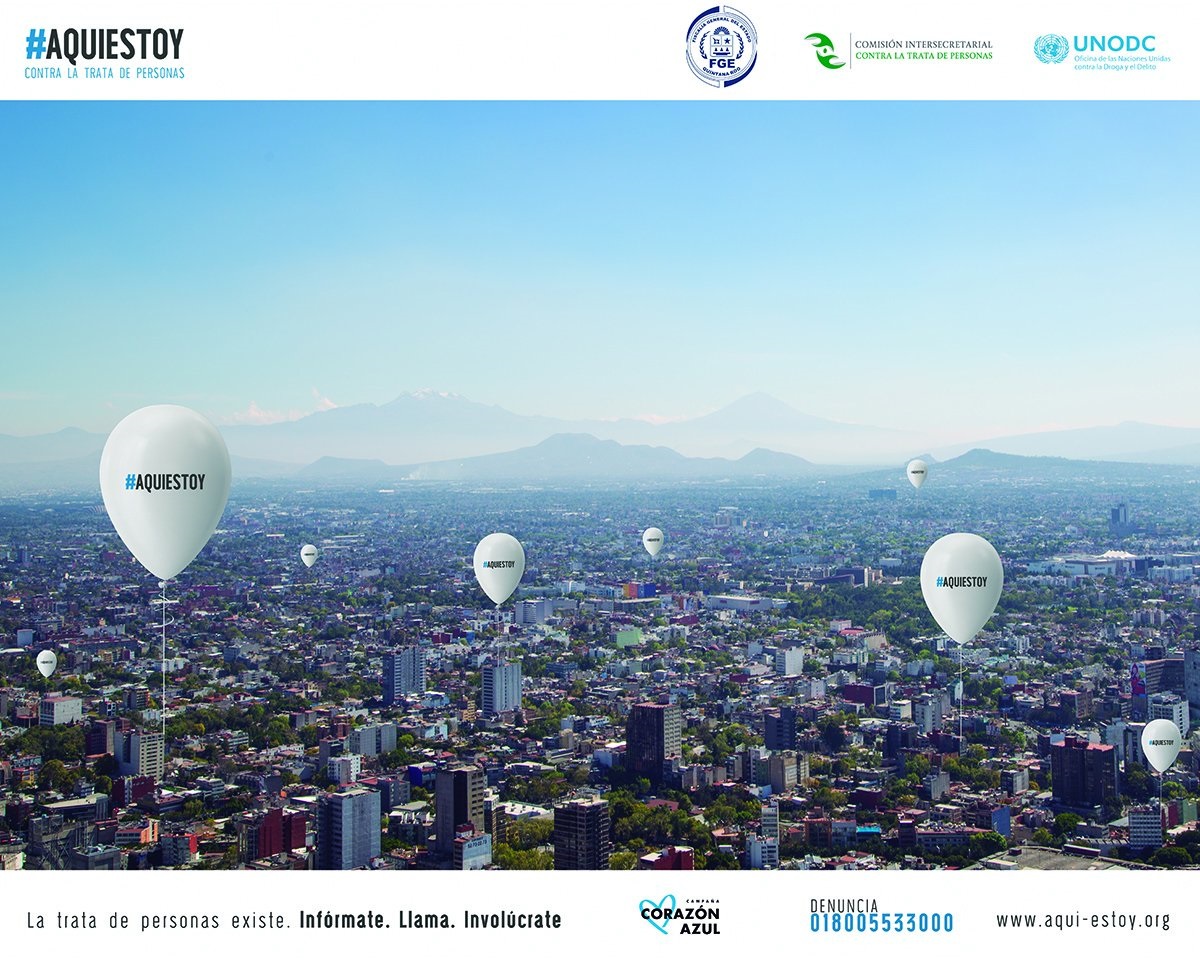 #AQUIESTOY
CONTRA LA TRATA DE PERSONAS
FISCALÍA GENERAL DEL ESTADO
FGE
QUINTANA ROO
COMISIÓN INTERSECRETARIAL
CONTRA LA TRATA DE PERSONAS
UNODC
Oficina de las Naciones Unidas
contra la Droga y el Delito
#AQUIESTOY
#AQUIESTOY
#AQUIESTOY
#AQUIESTOY
#AQUIESTOY
#AQUIESTOY
La trata de personas existe. Infórmate. Llama. Involúcrate
CAMPAÑA
CORAZÓN
AZUL
DENUNCIA
018005533000
www.aqui-estoy.org